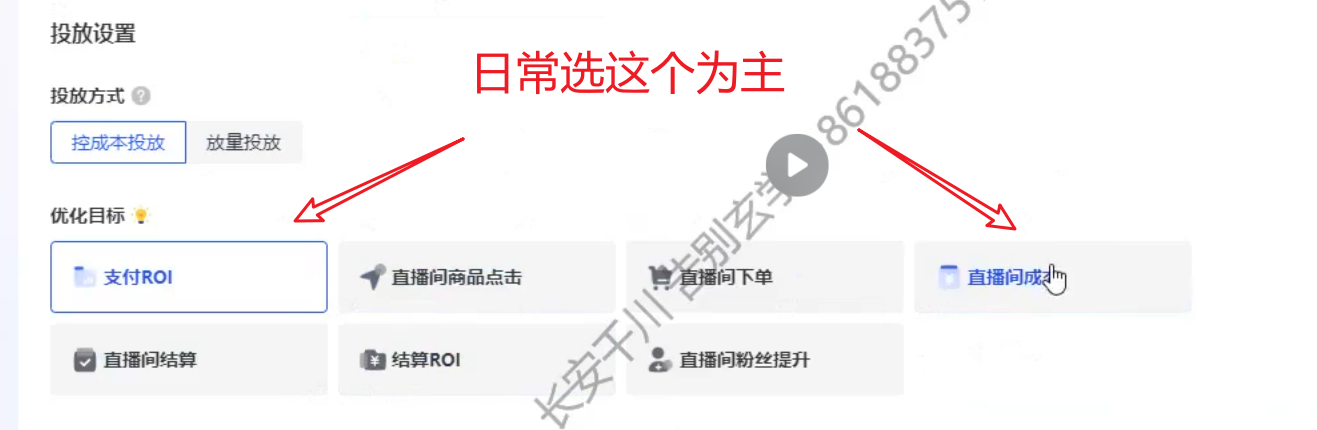 投放设置
日常选这个为主
投放方式
控成本投放 放量投放
优化目标
支付ROI 直播间商品点击 直播间下单 直播间成
直播间结算 结算ROI 直播间粉丝提升
长安千川 告别玄学 86188375